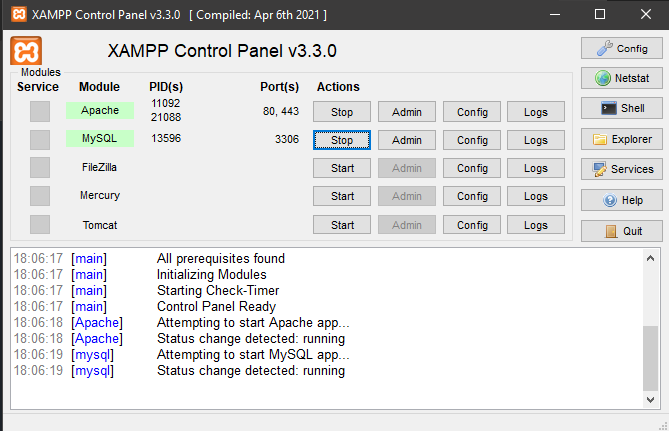 XAMPP Control Panel v3.3.0 [ Compiled: Apr 6th 2021 ]
XAMPP Control Panel v3.3.0
Config
Modules
Service Module PID(s) Port(s) Actions
Netstat
Apache 11092 21088 80, 443 Stop Admin Config Logs
Shell
MySQL 13596 3306 Stop Admin Config Logs
Explorer
FileZilla Start Admin Config Logs
Services
Mercury Start Admin Config Logs
Help
Tomcat Start Admin Config Logs
Quit
18:06:17 [main] All prerequisites found
18:06:17 [main] Initializing Modules
18:06:17 [main] Starting Check-Timer
18:06:17 [main] Control Panel Ready
18:06:18 [Apache] Attempting to start Apache app...
18:06:18 [Apache] Status change detected: running
18:06:19 [mysql] Attempting to start MySQL app...
18:06:19 [mysql] Status change detected: running